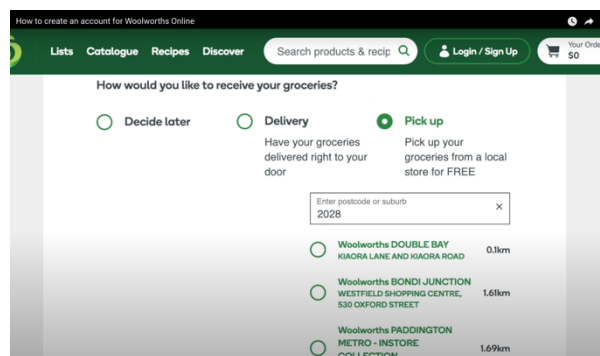 How to create an account for Woolworths Online
Lists Catalogue Recipes Discover Search products & recip Login / Sign Up Your Orde
$0
How would you like to receive your groceries?
Decide later Delivery Pick up
Have your groceries Pick up your
delivered right to your groceries from a local
door store for FREE
Enter postcode or suburb
2028
Woolworths DOUBLE BAY 0.1km
KIAORA LANE AND KIAORA ROAD
Woolworths BONDI JUNCTION
WESTFIELD SHOPPING CENTRE, 1.61km
530 OXFORD STREET
Woolworths PADDINGTON
METRO - INSTORE 1.69km
COLLECTION